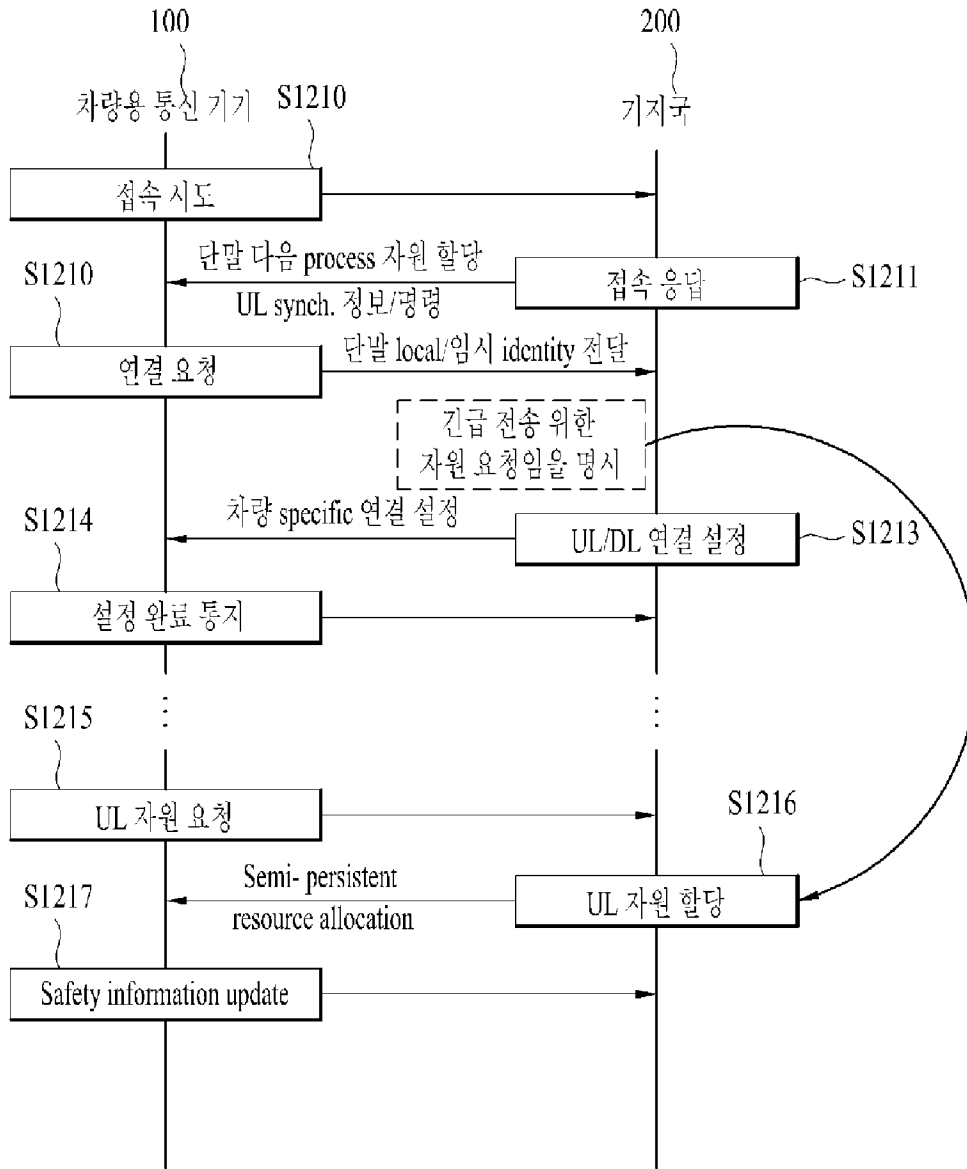 100
200
차량용 통신 기기
S1210
기지국
접속 시도
단말 다음 process 자원 할당
S1210
접속 응답
S1211
UL synch. 정보/명령
연결 요청
단말 local/임시 identity 전달
긴급 전송 위한
자원 요청임을 명시
S1214
차량 specific 연결 설정
UL/DL 연결 설정
S1213
설정 완료 통지
S1215
UL 자원 요청
S1216
S1217
Semi- persistent
resource allocation
UL 자원 할당
Safety information update